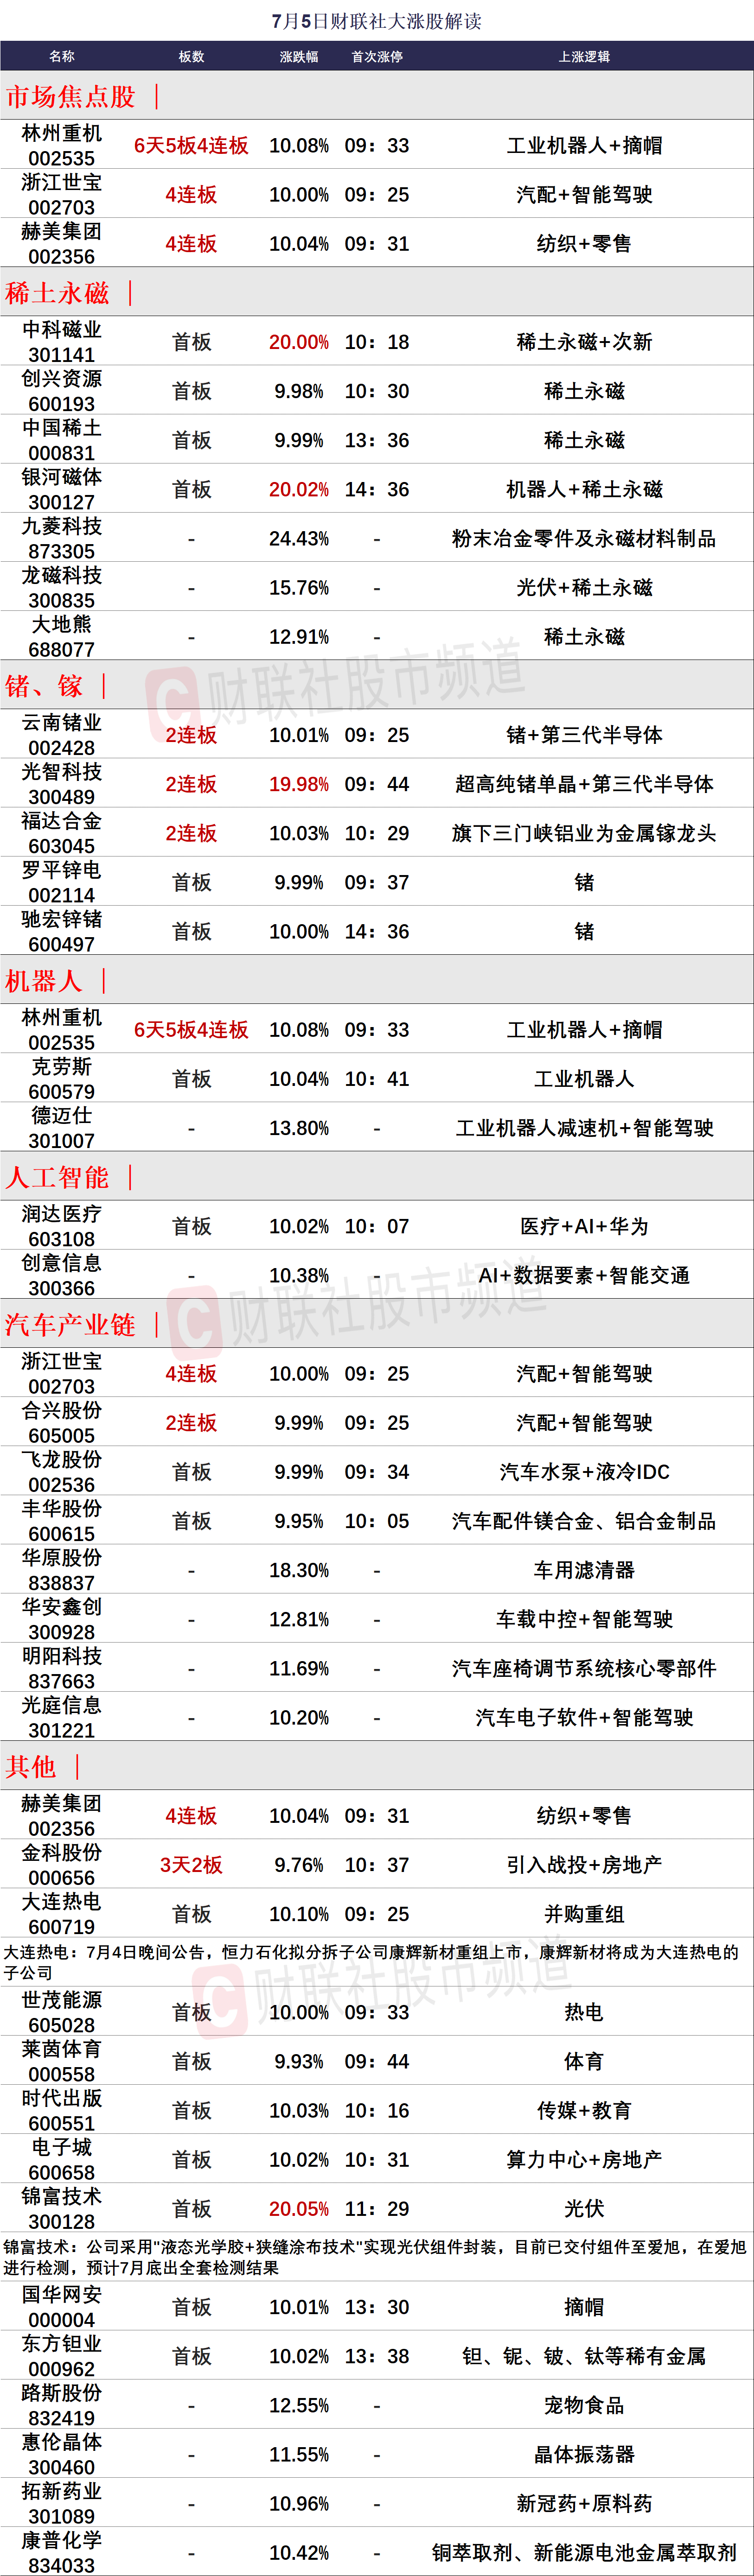 7月5日财联社大涨股解读
名称 板数 涨跌幅 首次涨停 上涨逻辑
市场焦点股 |
林州重机 002535 6天5板4连板 10.08% 09：33 工业机器人+摘帽
浙江世宝 002703 4连板 10.00% 09：25 汽配+智能驾驶
赫美集团 002356 4连板 10.04% 09：31 纺织+零售
稀土永磁 |
中科磁业 301141 首板 20.00% 10：18 稀土永磁+次新
创兴资源 600193 首板 9.98% 10：30 稀土永磁
中国稀土 000831 首板 9.99% 13：36 稀土永磁
银河磁体 300127 首板 20.02% 14：36 机器人+稀土永磁
九菱科技 873305 - 24.43% - 粉末冶金零件及永磁材料制品
龙磁科技 300835 - 15.76% - 光伏+稀土永磁
大地熊 688077 - 12.91% - 稀土永磁
财联社股市频道
锗、镓 |
云南锗业 002428 2连板 10.01% 09：25 锗+第三代半导体
光智科技 300489 2连板 19.98% 09：44 超高纯锗单晶+第三代半导体
福达合金 603045 2连板 10.03% 10：29 旗下三门峡铝业为金属镓龙头
罗平锌电 002114 首板 9.99% 09：37 锗
驰宏锌锗 600497 首板 10.00% 14：36 锗
机器人 |
林州重机 002535 6天5板4连板 10.08% 09：33 工业机器人+摘帽
克劳斯 600579 首板 10.04% 10：41 工业机器人
德迈仕 301007 - 13.80% - 工业机器人减速机+智能驾驶
人工智能 |
润达医疗 603108 首板 10.02% 10：07 医疗+AI+华为
创意信息 300366 - 10.38% - AI+数据要素+智能交通
财联社股市频道
汽车产业链 |
浙江世宝 002703 4连板 10.00% 09：25 汽配+智能驾驶
合兴股份 605005 2连板 9.99% 09：25 汽配+智能驾驶
飞龙股份 002536 首板 9.99% 09：34 汽车水泵+液冷IDC
丰华股份 600615 首板 9.95% 10：05 汽车配件镁合金、铝合金制品
华原股份 838837 - 18.30% - 车用滤清器
华安鑫创 300928 - 12.81% - 车载中控+智能驾驶
明阳科技 837663 - 11.69% - 汽车座椅调节系统核心零部件
光庭信息 301221 - 10.20% - 汽车电子软件+智能驾驶
其他 |
赫美集团 002356 4连板 10.04% 09：31 纺织+零售
金科股份 000656 3天2板 9.76% 10：37 引入战投+房地产
大连热电 600719 首板 10.10% 09：25 并购重组
大连热电：7月4日晚间公告，恒力石化拟分拆子公司康辉新材重组上市，康辉新材将成为大连热电的
子公司
财联社股市频道
世茂能源 605028 首板 10.00% 09：33 热电
莱茵体育 000558 首板 9.93% 09：44 体育
时代出版 600551 首板 10.03% 10：16 传媒+教育
电子城 600658 首板 10.02% 10：31 算力中心+房地产
锦富技术 300128 首板 20.05% 11：29 光伏
锦富技术：公司采用"液态光学胶+狭缝涂布技术"实现光伏组件封装，目前已交付组件至爱旭，在爱旭
进行检测，预计7月底出全套检测结果
国华网安 000004 首板 10.01% 13：30 摘帽
东方钽业 000962 首板 10.02% 13：38 钽、铌、铍、钛等稀有金属
路斯股份 832419 - 12.55% - 宠物食品
惠伦晶体 300460 - 11.55% - 晶体振荡器
拓新药业 301089 - 10.96% - 新冠药+原料药
康普化学 834033 - 10.42% - 铜萃取剂、新能源电池金属萃取剂